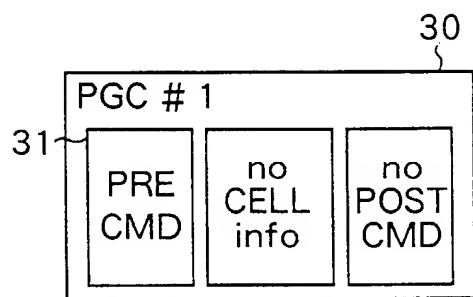 30
PGC # 1
31
PRE
CMD
no
CELL
info
no
POST
CMD